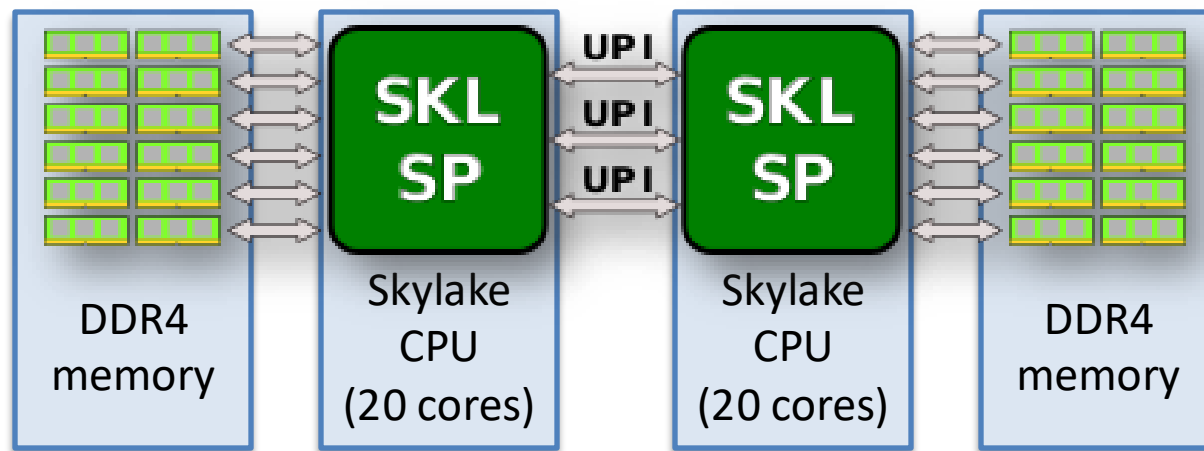 DDR4
memory
SKL
SP
Skylake
CPU
(20 cores)
UPI
UPI
UPI
SKL
SP
Skylake
CPU
(20 cores)
DDR4
memory